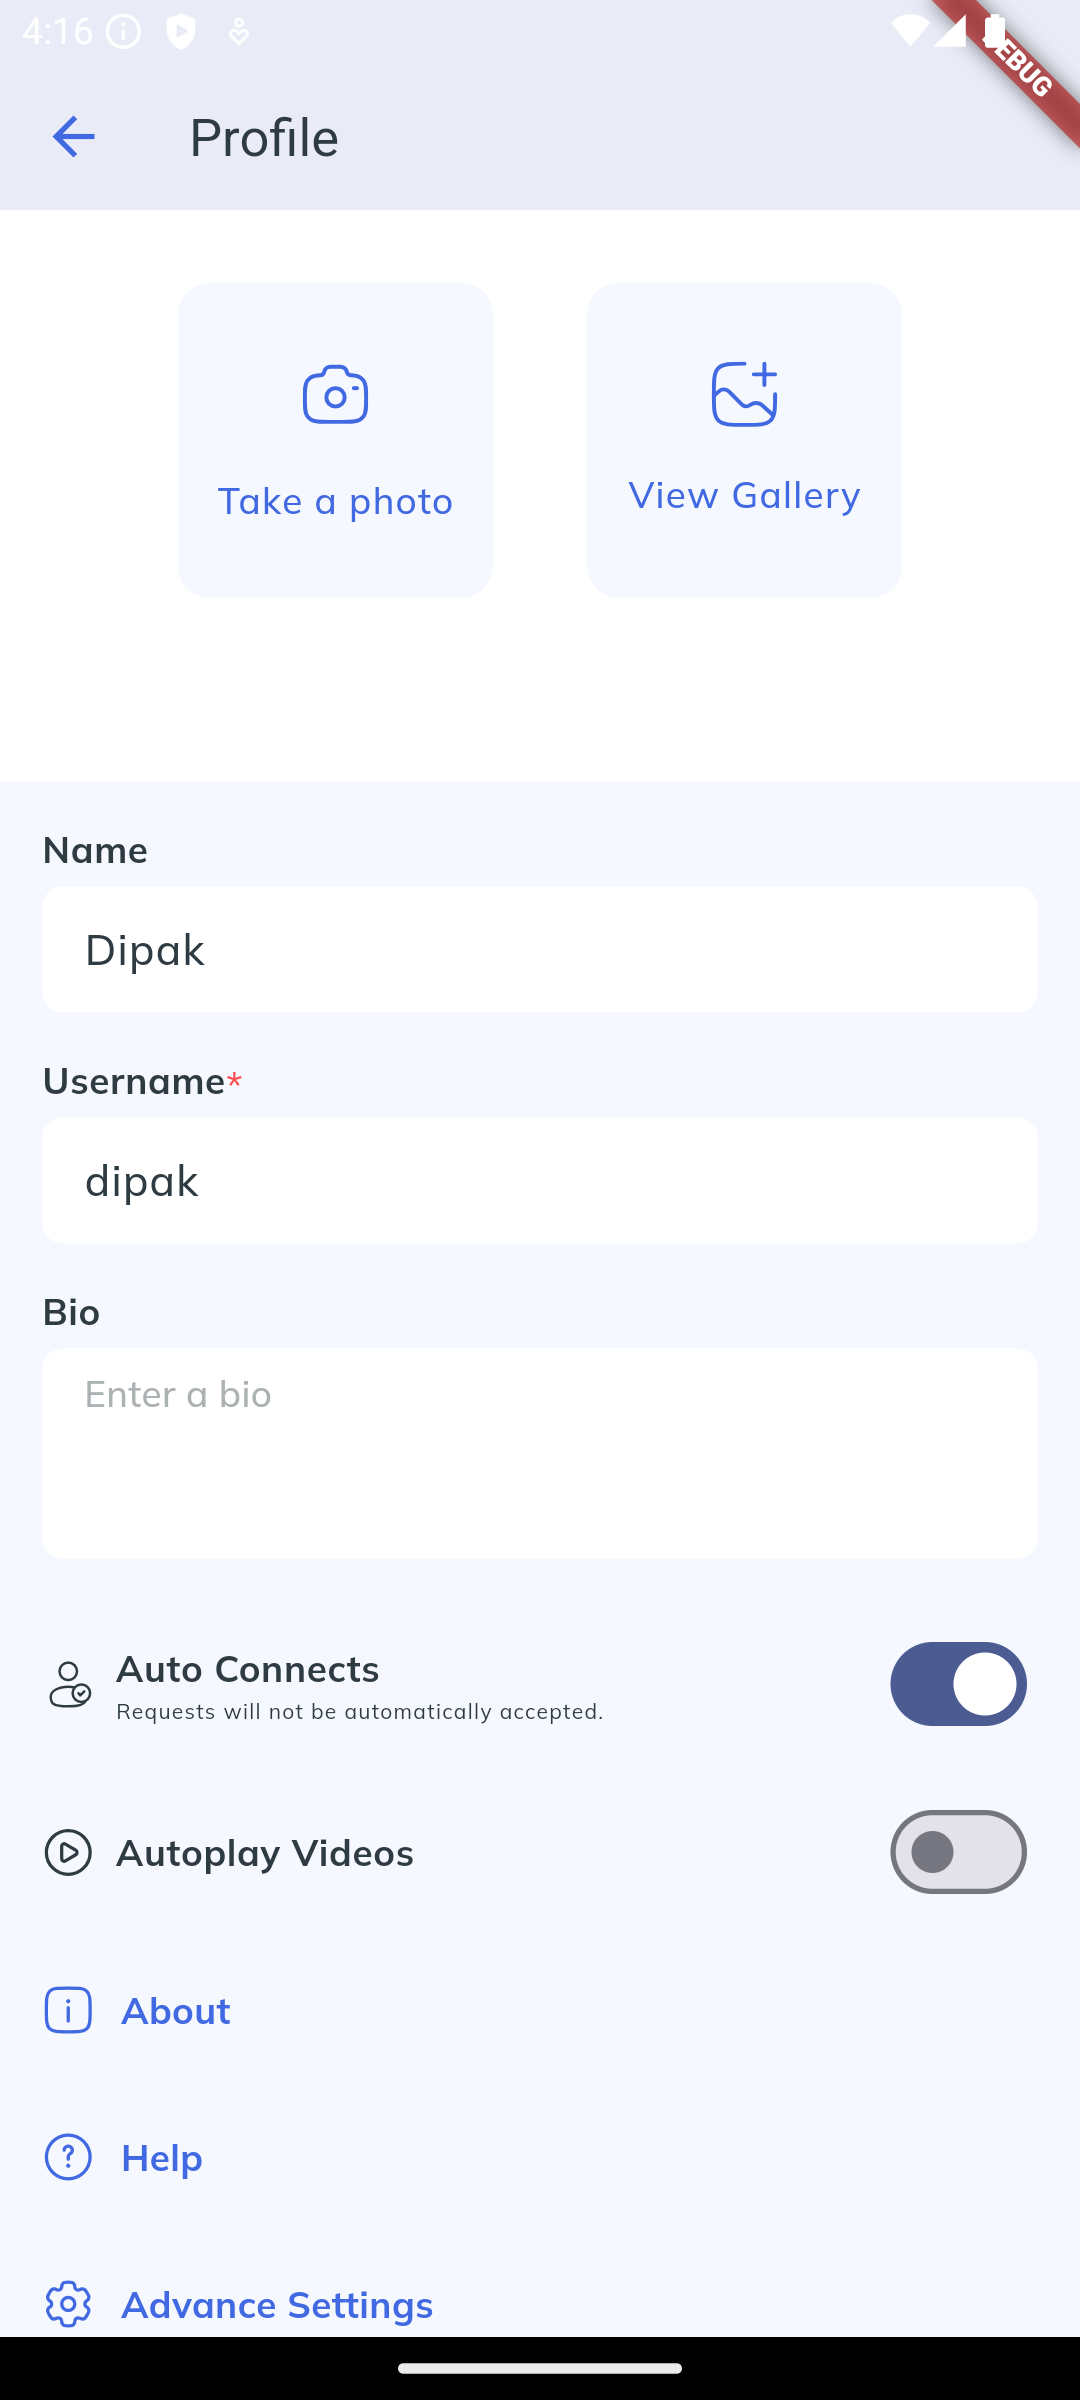 4:16
DEBUG
Profile
Take a photo
View Gallery
Name
Dipak
Username*
dipak
Bio
Enter a bio
Auto Connects
Requests will not be automatically accepted.
Autoplay Videos
About
Help
Advance Settings